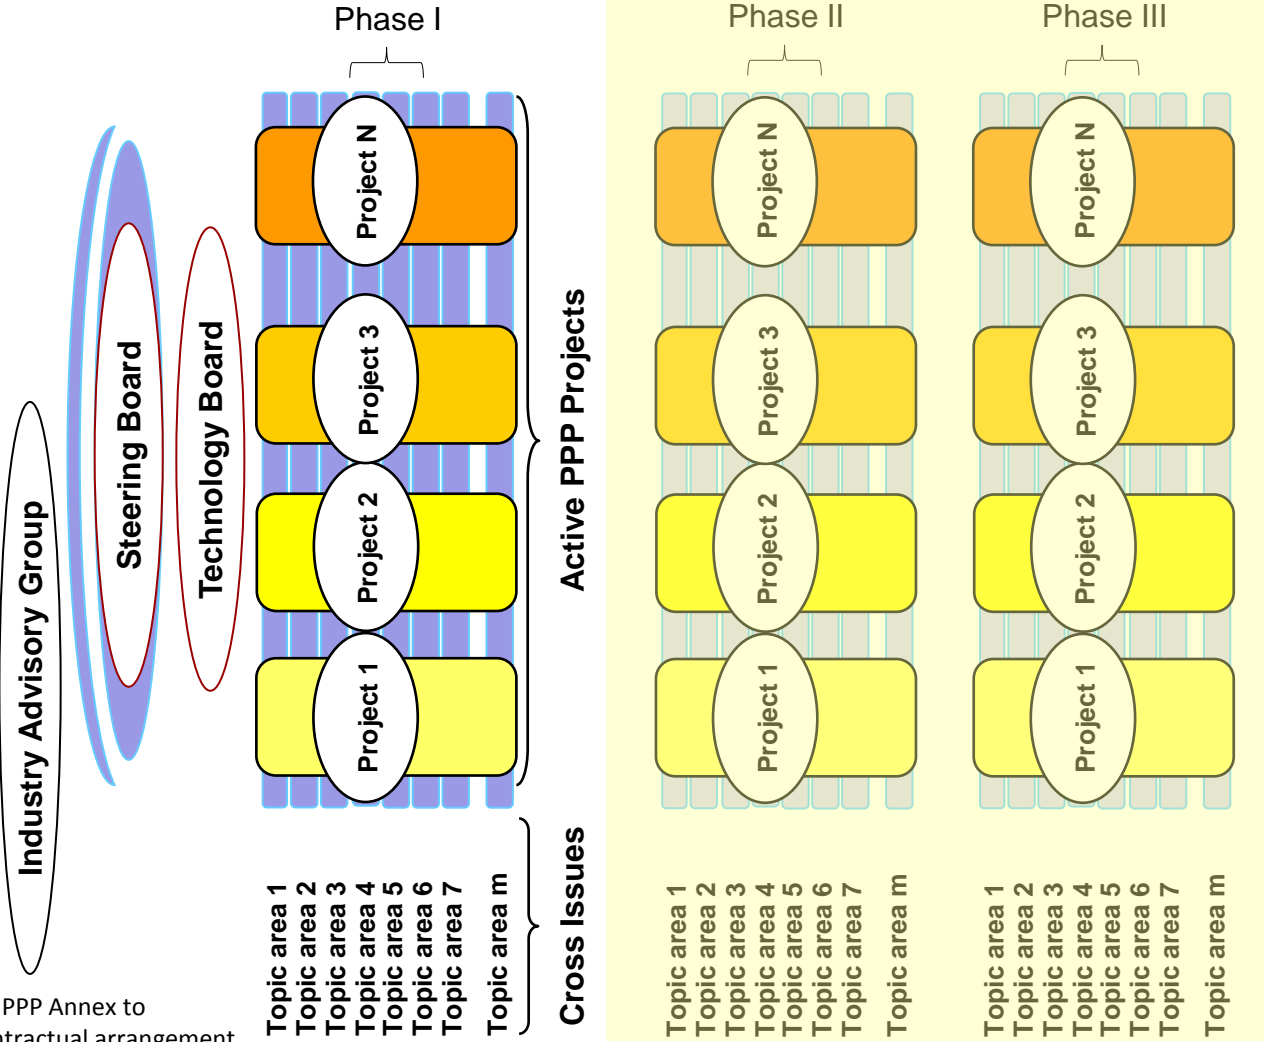 Phase I
Phase II
Phase III
Industry Advisory Group
Steering Board
Technology Board
Project N
Project 3
Project 2
Project 1
Active PPP Projects
Topic area 1
Topic area 2
Topic area 3
Topic area 4
Topic area 5
Topic area 6
Topic area 7
Topic area m
Cross Issues
Project N
Project 3
Project 2
Project 1
Topic area 1
Topic area 2
Topic area 3
Topic area 4
Topic area 5
Topic area 6
Topic area 7
Topic area m
Project N
Project 3
Project 2
Project 1
Topic area 1
Topic area 2
Topic area 3
Topic area 4
Topic area 5
Topic area 6
Topic area 7
Topic area m
PPP Annex to
arrangement